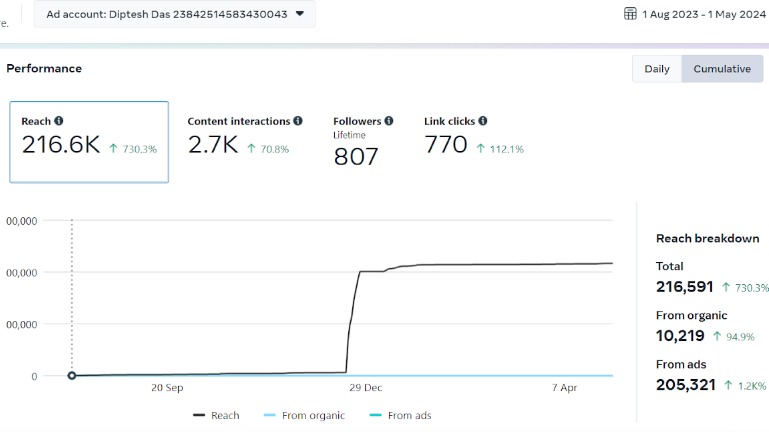 re.
Ad account: Diptesh Das 23842514583430043
1 Aug 2023 - 1 May 2024
Performance
Daily
Cumulative
Reach
216.6K ↑ 730.3%
Content interactions
2.7K ↑ 70.8%
Followers
Lifetime
807
Link clicks
770 ↑ 112.1%
00,000
00,000
00,000
0
20 Sep
29 Dec
7 Apr
Reach
From organic
From ads
Reach breakdown
Total
216,591 ↑ 730.3%
From organic
10,219 ↑ 94.9%
From ads
205,321 ↑ 1.2K%